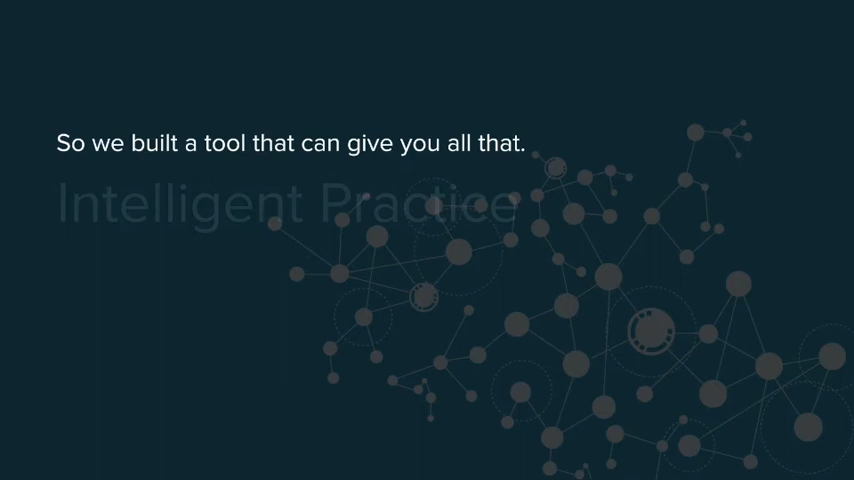 So we built a tool that can give you all that.
Intelligent Practice